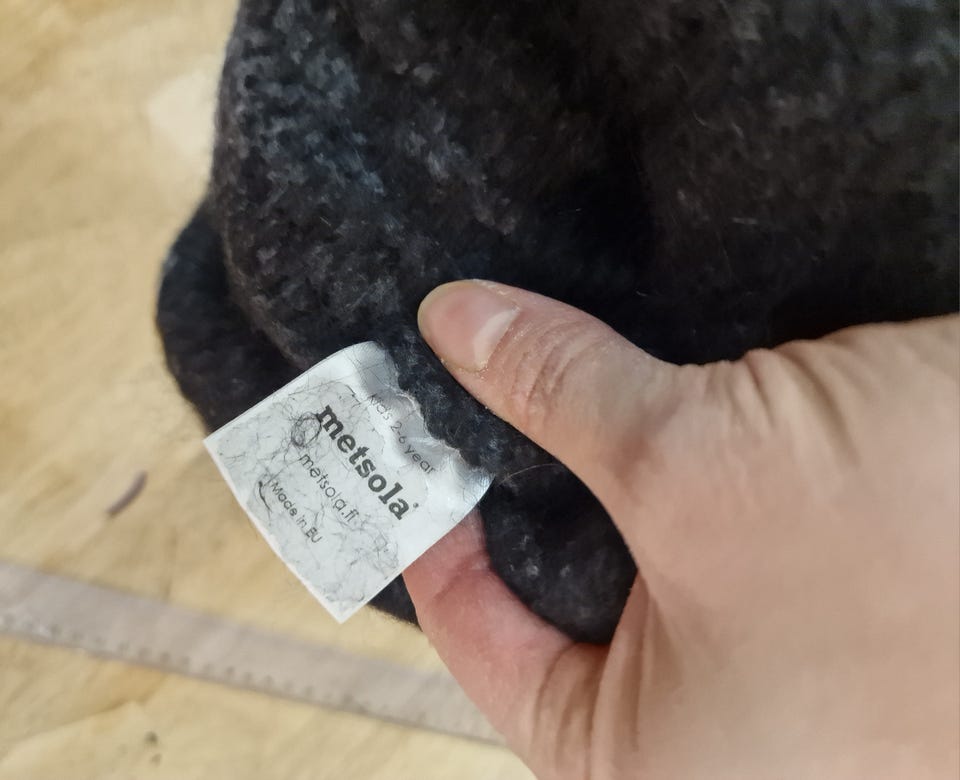 kids 2-6 year
metsola®
metsola.fi
Made in EU